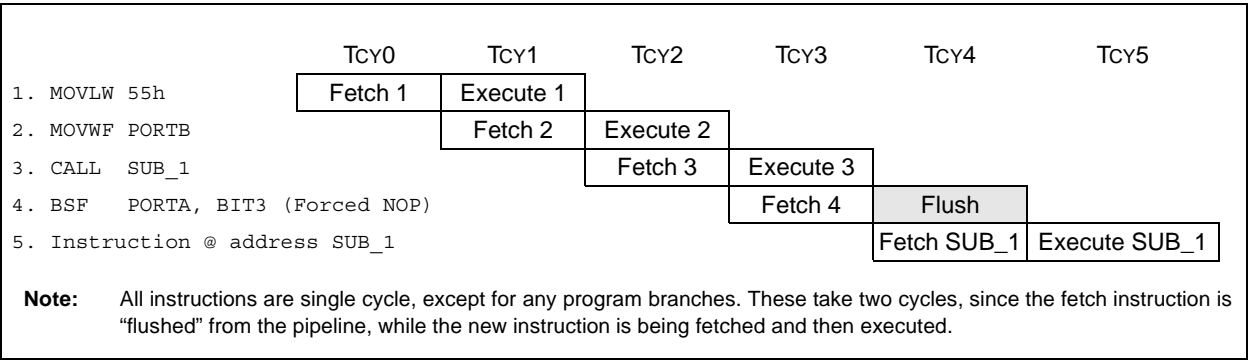 TCY0 TCY1 TCY2 TCY3 TCY4 TCY5
1. MOVLW 55h Fetch 1 Execute 1
2. MOVWF PORTB Fetch 2 Execute 2
3. CALL SUB_1 Fetch 3 Execute 3
4. BSF PORTA, BIT3 (Forced NOP) Fetch 4 Flush
5. Instruction @ address SUB_1 Fetch SUB_1 Execute SUB_1
Note: All instructions are single cycle, except for any program branches. These take two cycles, since the fetch instruction is
“flushed” from the pipeline, while the new instruction is being fetched and then executed.